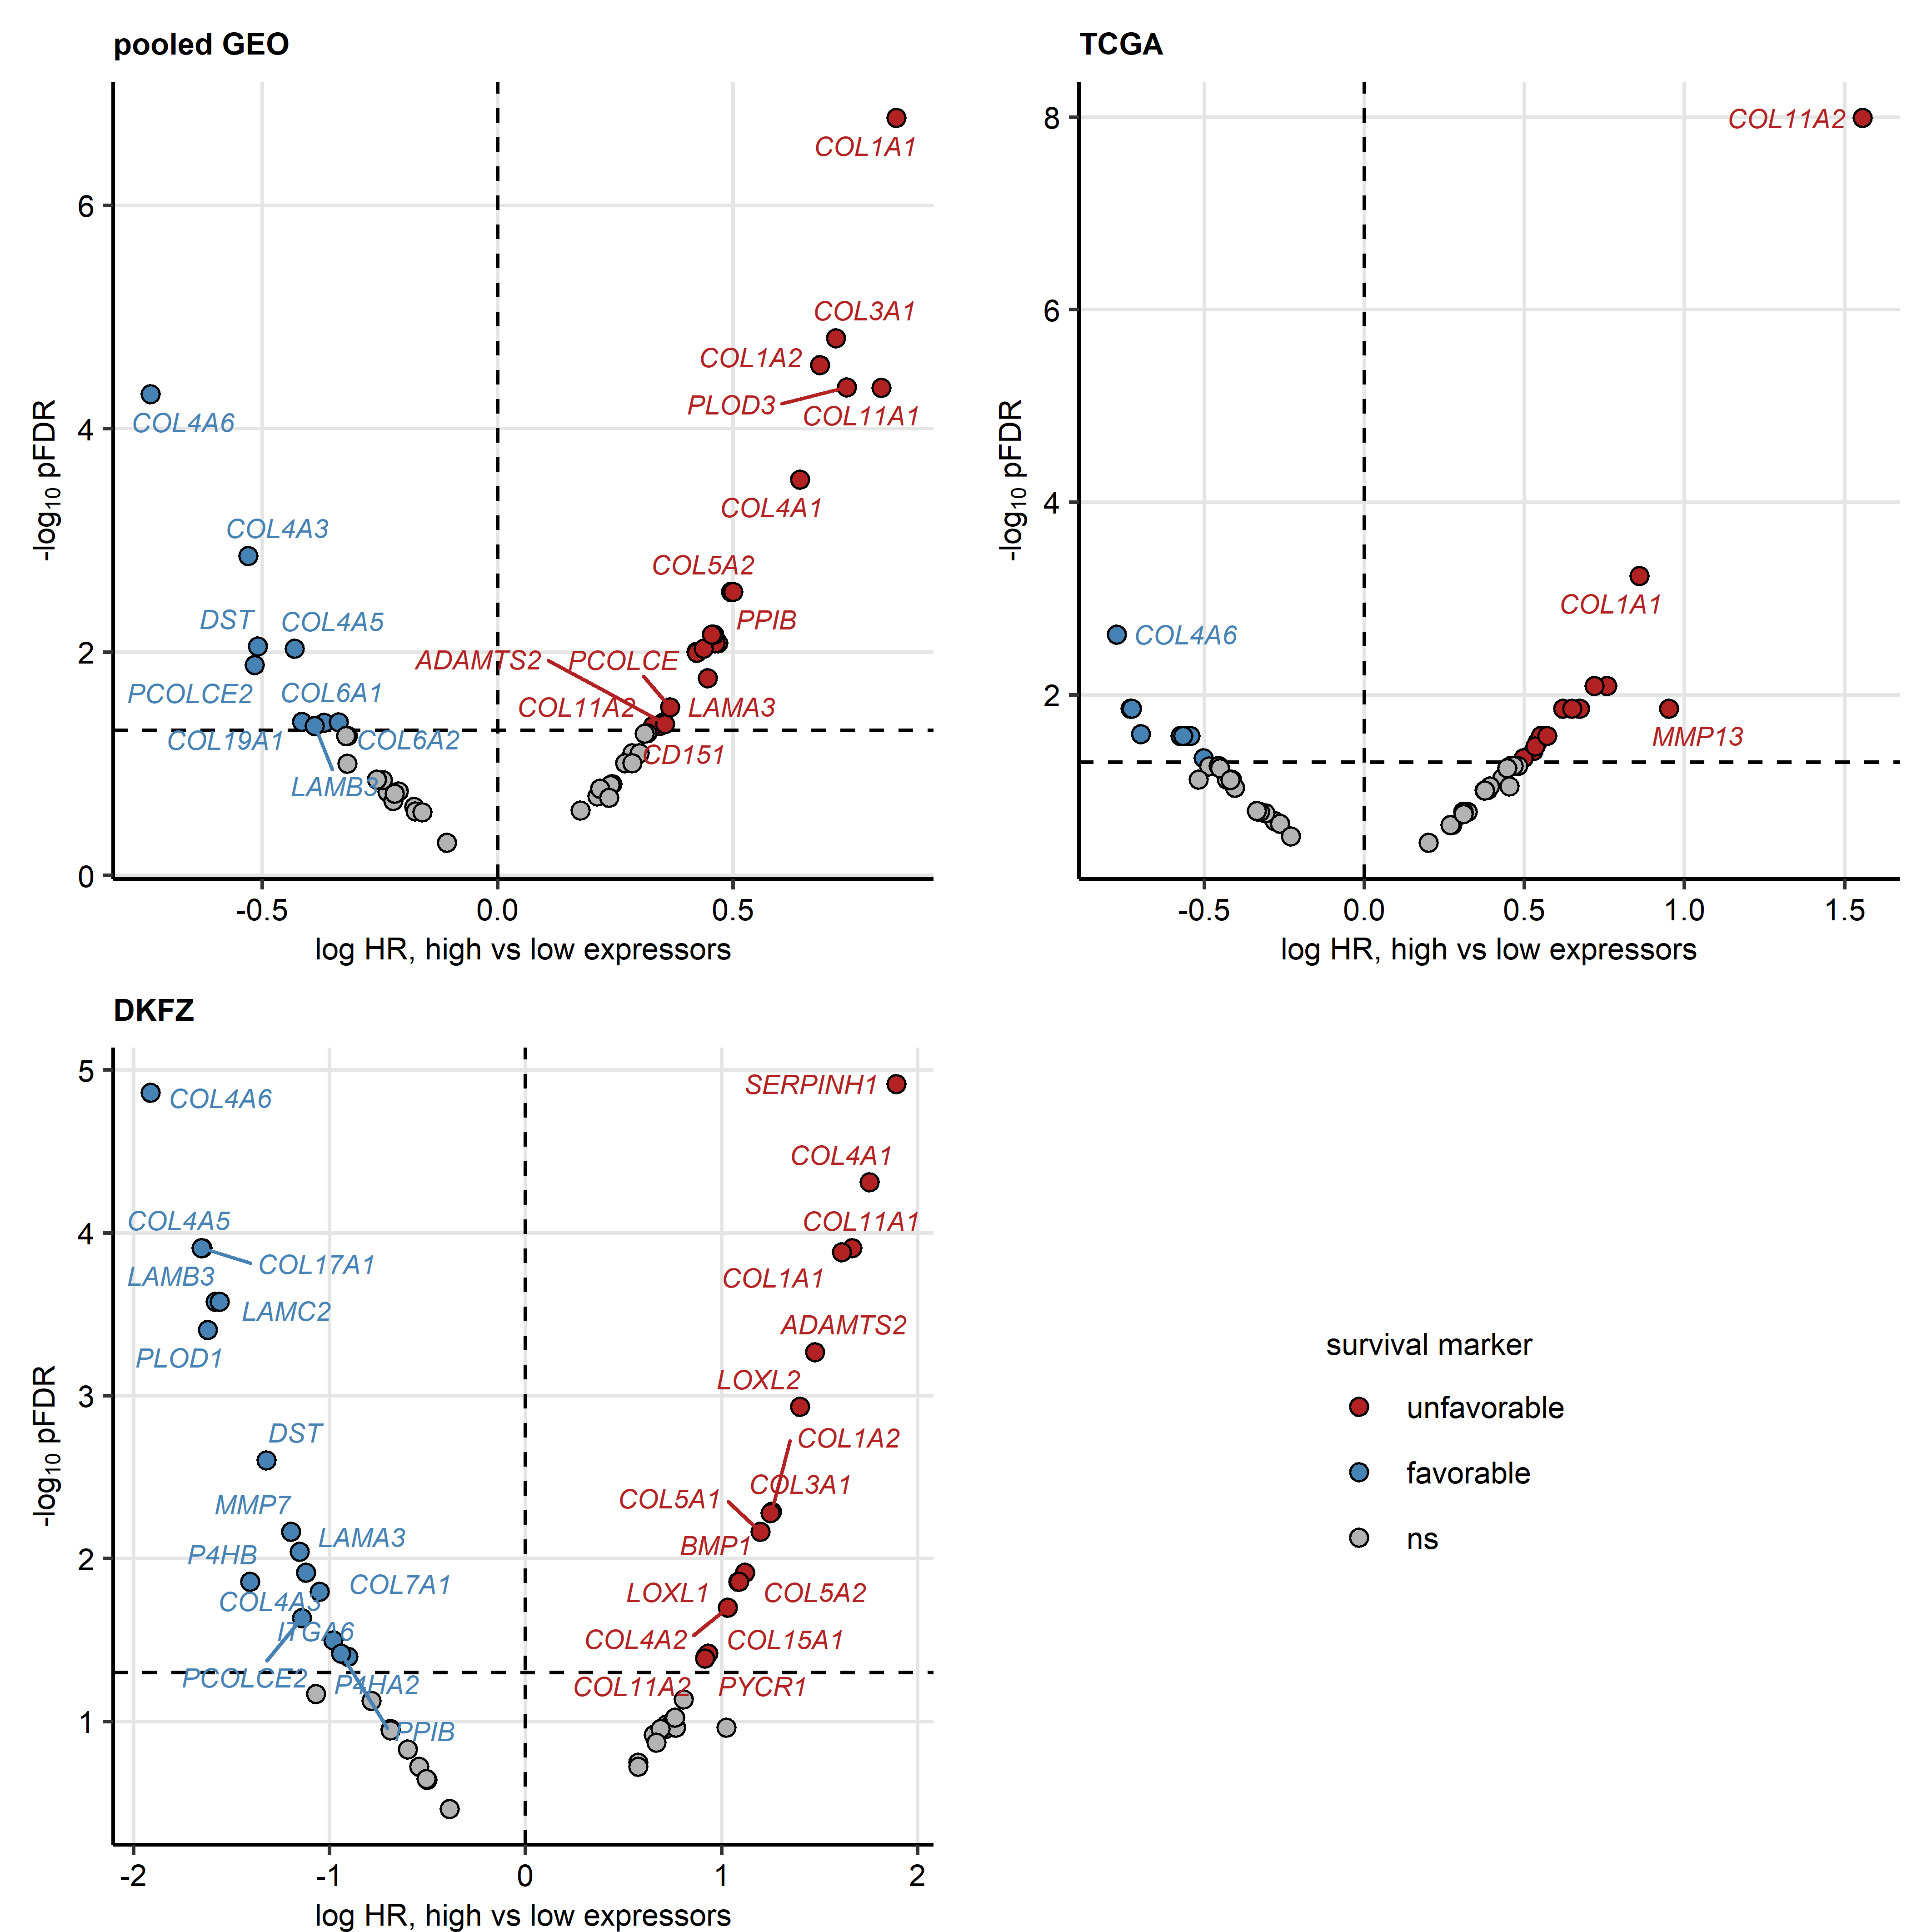 pooled GEO
-log10 pFDR
6
4
2
0
COL1A1
COL3A1
COL1A2
PLOD3
COL11A1
COL4A6
COL4A1
COL4A3
COL5A2
DST
COL4A5
PPIB
ADAMTS2
PCOLCE
PCOLCE2
COL6A1
COL11A2
LAMA3
COL19A1
COL6A2
CD151
LAMB3
-0.5
0.0
0.5
log HR, high vs low expressors
TCGA
-log10 pFDR
8
6
4
2
COL11A2
COL1A1
COL4A6
MMP13
-0.5
0.0
0.5
1.0
1.5
log HR, high vs low expressors
DKFZ
-log10 pFDR
5
4
3
2
1
SERPINH1
COL4A6
COL4A1
COL4A5
COL11A1
COL17A1
LAMB3
COL1A1
LAMC2
ADAMTS2
PLOD1
LOXL2
DST
COL1A2
COL3A1
MMP7
COL5A1
LAMA3
BMP1
P4HB
COL7A1
LOXL1
COL5A2
COL4A3
ITGA6
COL4A2
COL15A1
PCOLCE2
P4HA2
COL11A2
PYCR1
PPIB
-2
-1
0
1
2
log HR, high vs low expressors
survival marker
unfavorable
favorable
ns